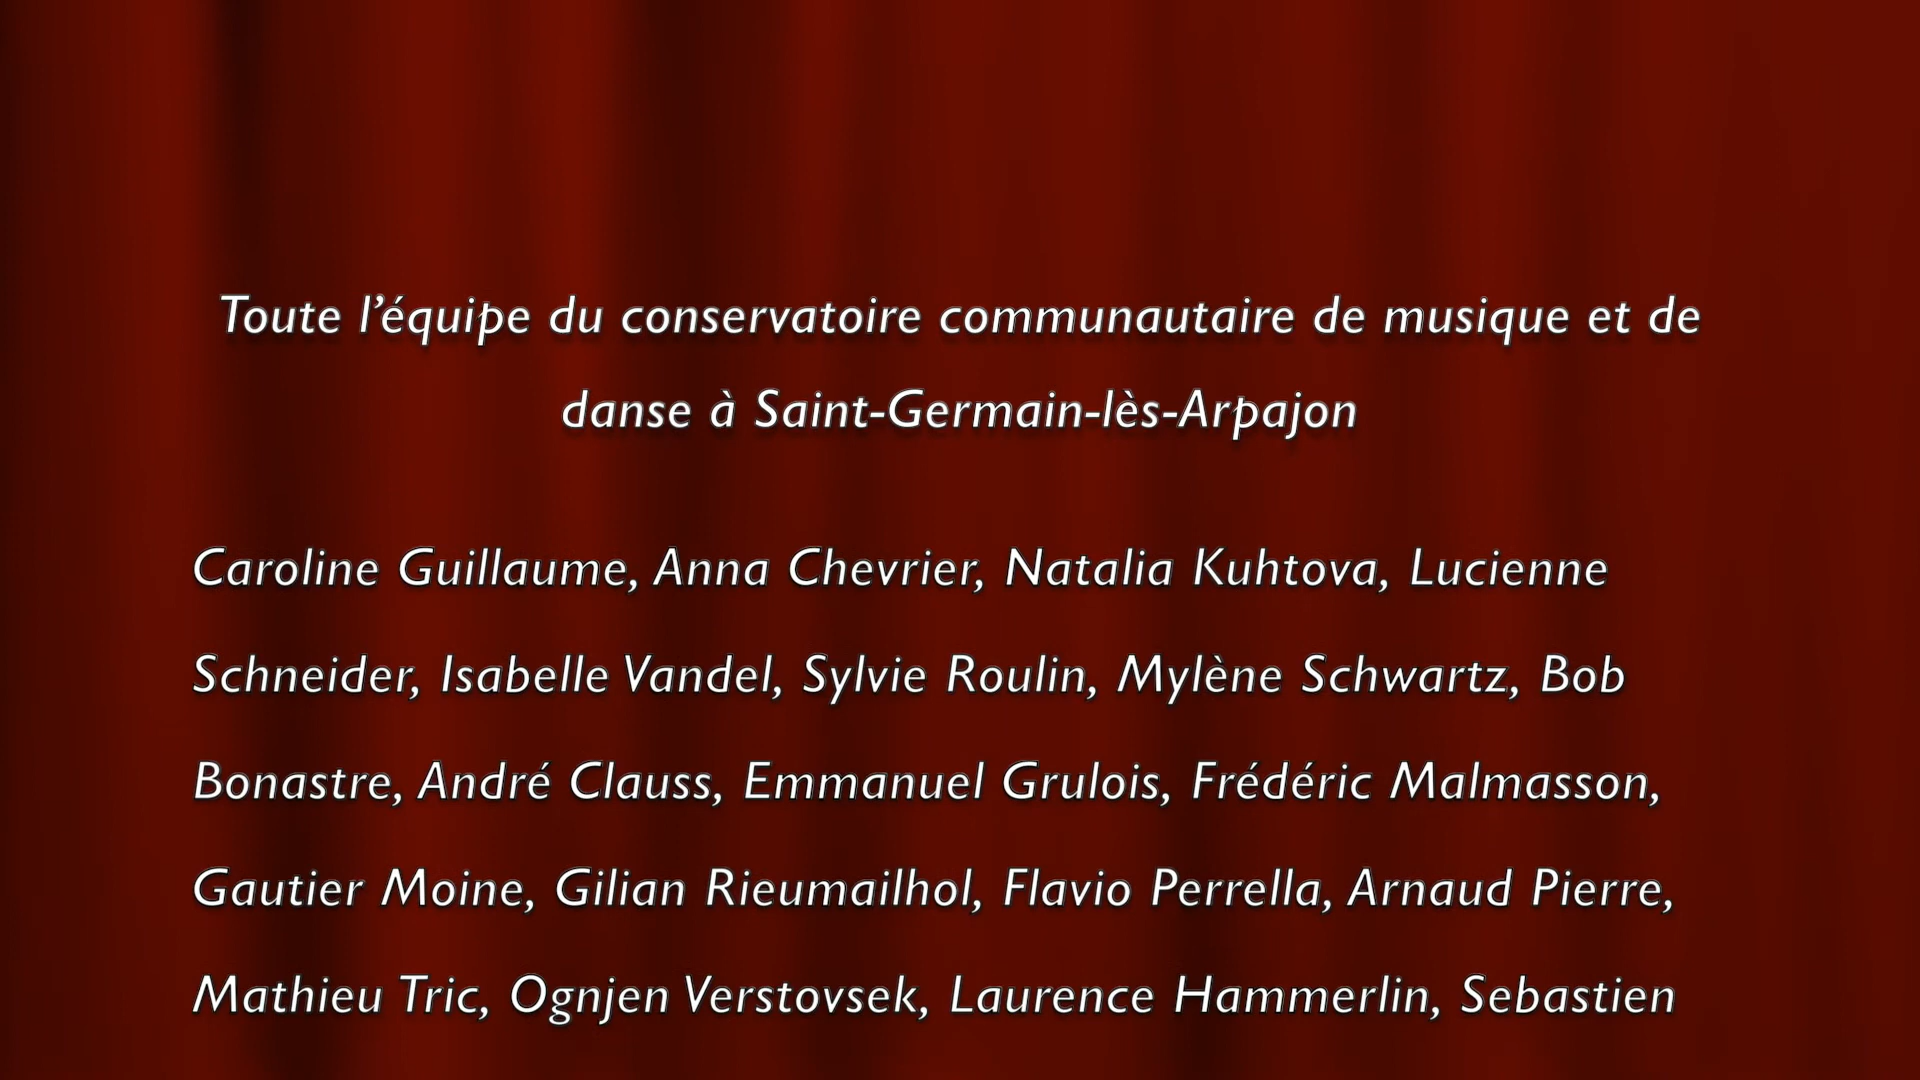 Toute l’équipe du conservatoire communautaire de musique et de
danse à Saint-Germain-lès-Arpajon
Caroline Guillaume, Anna Chevrier, Natalia Kuhtova, Lucienne
Schneider, Isabelle Vandel, Sylvie Roulin, Mylène Schwartz, Bob
Bonastre, André Clauss, Emmanuel Grulois, Frédéric Malmasson,
Gautier Moine, Gilian Rieumailhol, Flavio Perrella, Arnaud Pierre,
Mathieu Tric, Ognjen Verstovsek, Laurence Hammerlin, Sebastien